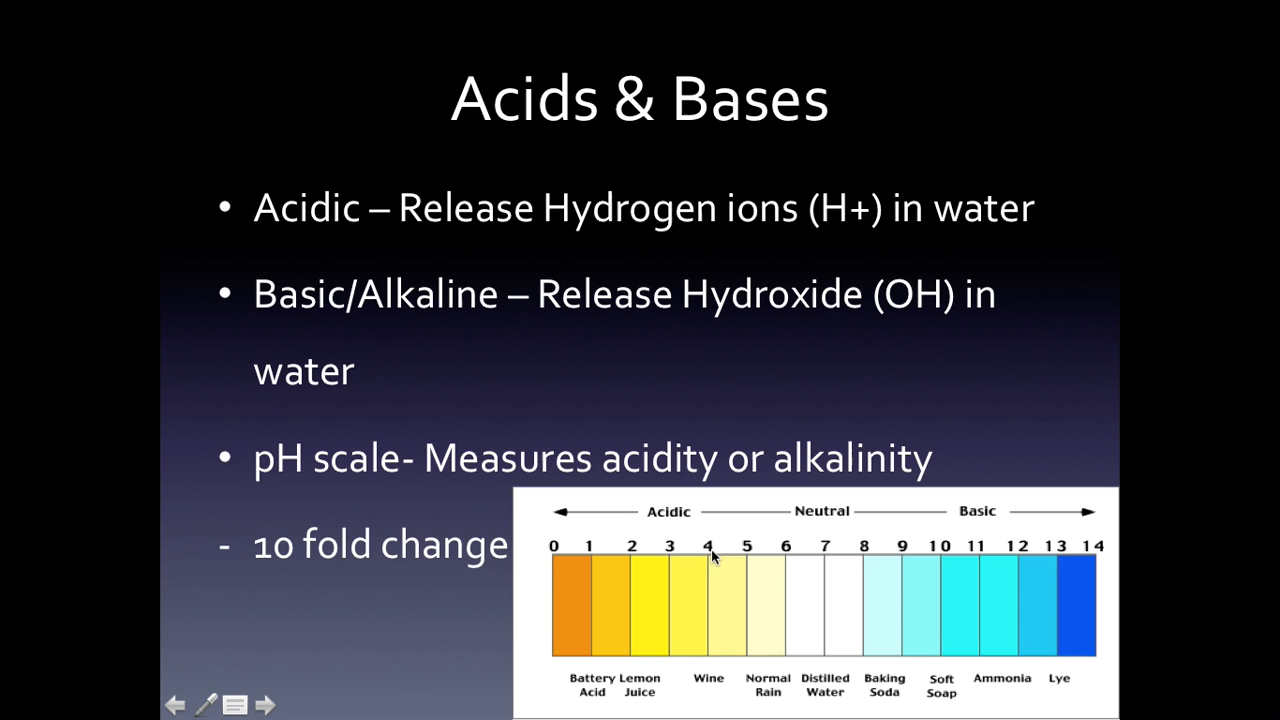 Acids & Bases
• Acidic – Release Hydrogen ions (H+) in water
• Basic/Alkaline – Release Hydroxide (OH) in
water
• pH scale- Measures acidity or alkalinity
- 10 fold change
Acidic Neutral Basic
0 1 2 3 4 5 6 7 8 9 10 11 12 13 14
Battery Lemon Wine Normal Distilled Baking Soft Ammonia Lye
Acid Juice Rain Water Soda Soap